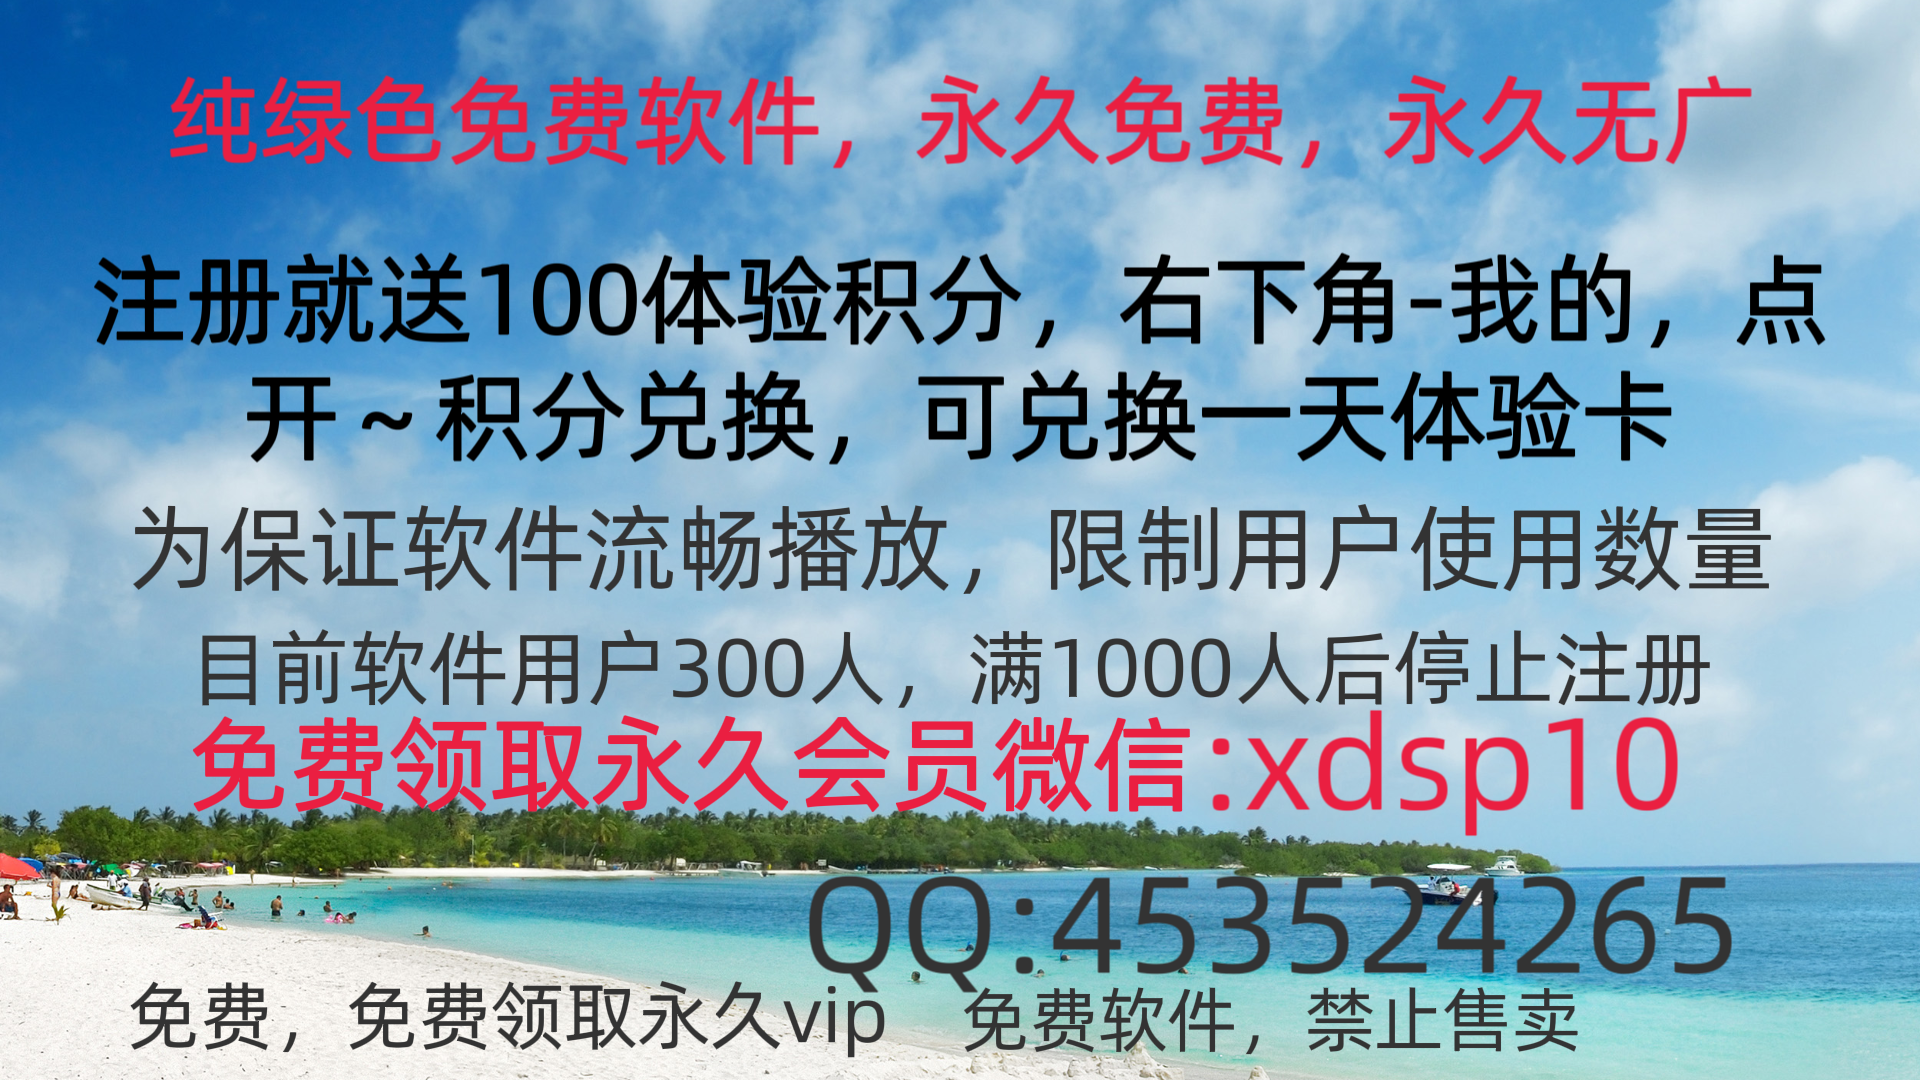 纯绿色免费软件，永久免费，永久无广
注册就送100体验积分，右下角-我的，点
开～积分兑换，可兑换一天体验卡
为保证软件流畅播放，限制用户使用数量
目前软件用户300人，满1000人后停止注册
免费领取永久会员微信:xdsp10
QQ:453524265
免费，免费领取永久vip 免费软件，禁止售卖